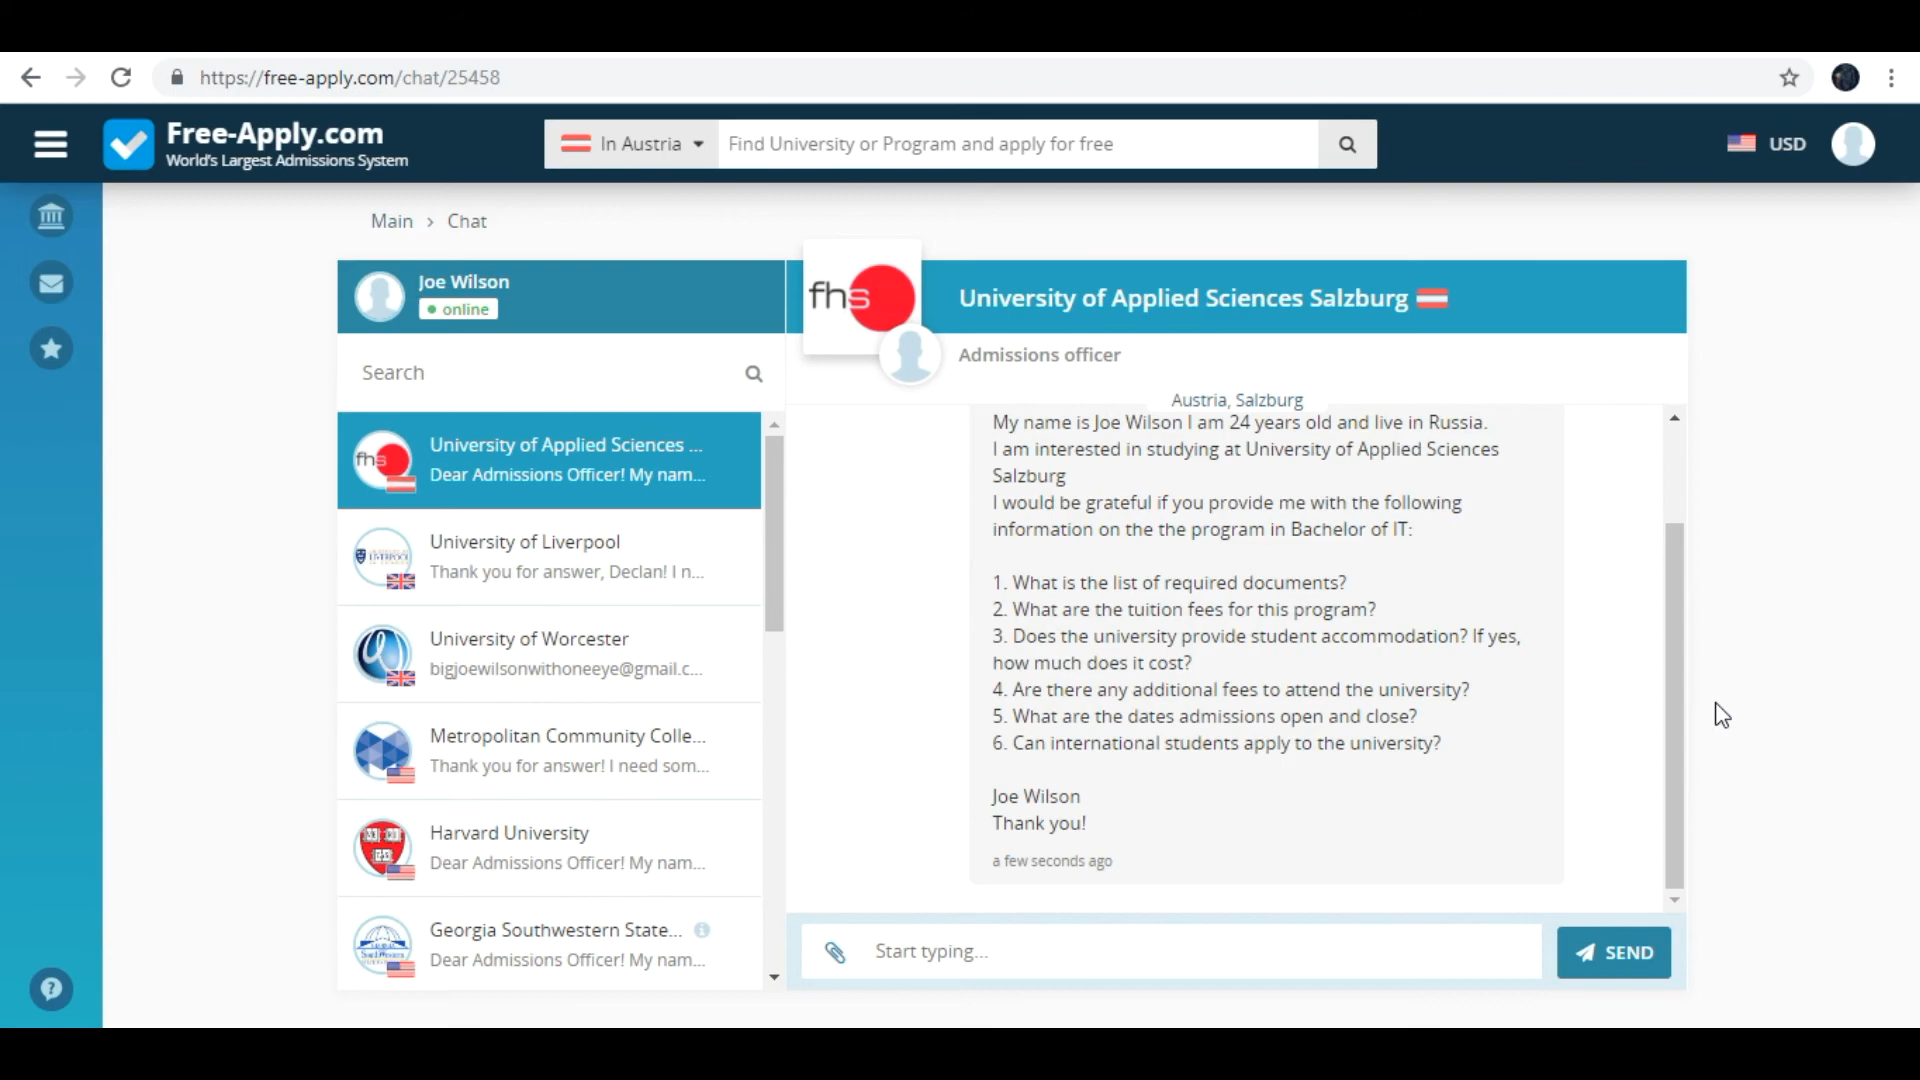 https://free-apply.com/chat/25458
Free-Apply.com
World's Largest Admissions System
In Austria
Find University or Program and apply for free
USD
Main > Chat
Joe Wilson
online
Search
University of Applied Sciences ...
Dear Admissions Officer! My nam...
University of Liverpool
Thank you for answer, Declan! I n...
University of Worcester
bigjoewilsonwithoneeye@gmail.c...
Metropolitan Community Colle...
Thank you for answer! I need som...
Harvard University
Dear Admissions Officer! My nam...
Georgia Southwestern State...
Dear Admissions Officer! My nam...
fhs
University of Applied Sciences Salzburg
Admissions officer
Austria, Salzburg
My name is Joe Wilson I am 24 years old and live in Russia.
I am interested in studying at University of Applied Sciences
Salzburg
I would be grateful if you provide me with the following
information on the the program in Bachelor of IT:
1. What is the list of required documents?
2. What are the tuition fees for this program?
3. Does the university provide student accommodation? If yes,
how much does it cost?
4. Are there any additional fees to attend the university?
5. What are the dates admissions open and close?
6. Can international students apply to the university?
Joe Wilson
Thank you!
a few seconds ago
Start typing...
SEND